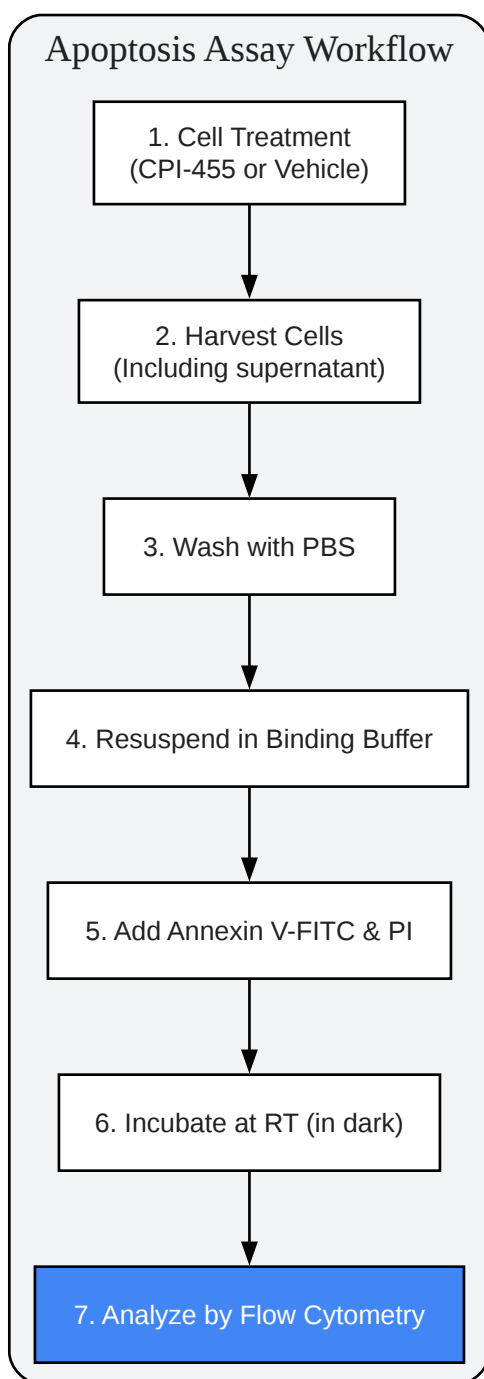 Apoptosis Assay Workflow
1. Cell Treatment
(CPI-455 or Vehicle)
2. Harvest Cells
(Including supernatant)
3. Wash with PBS
4. Resuspend in Binding Buffer
5. Add Annexin V-FITC & PI
6. Incubate at RT (in dark)
7. Analyze by Flow Cytometry